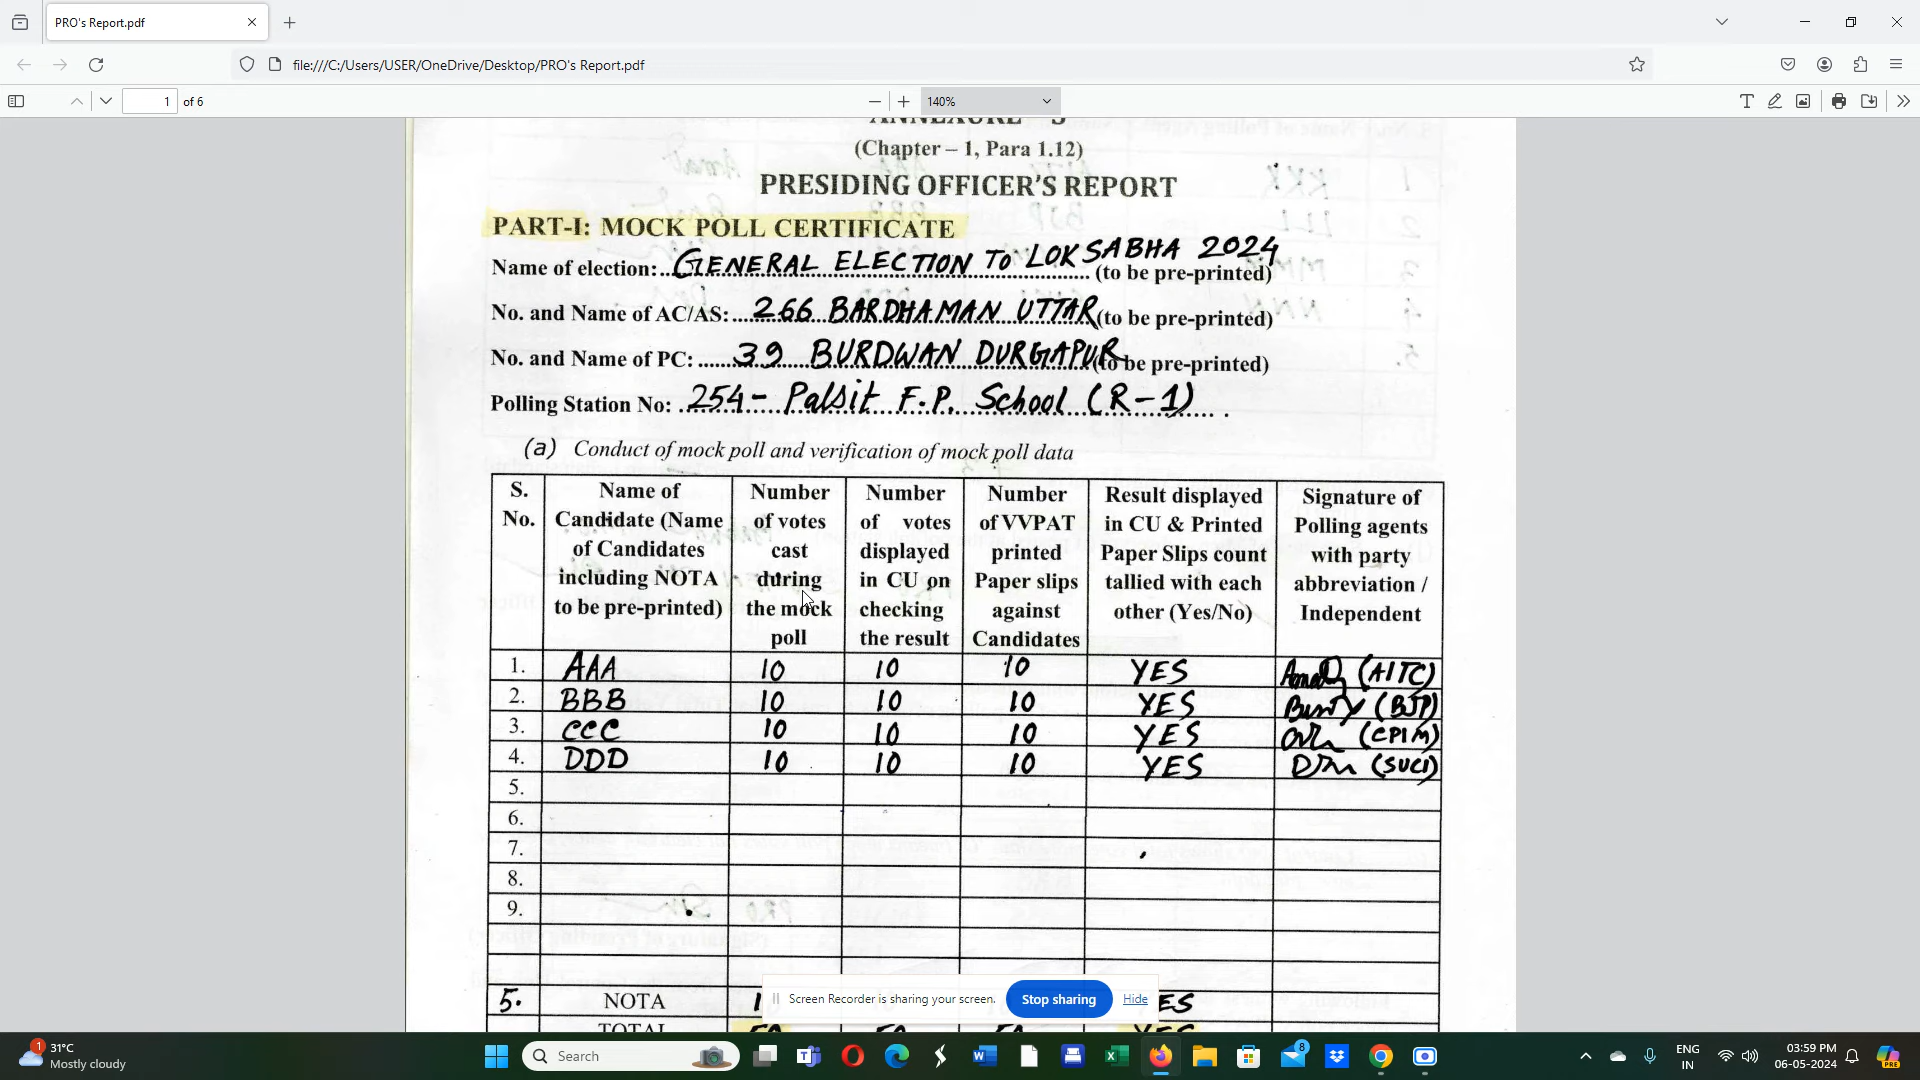 PRO's Report.pdf
file:///C:/Users/USER/OneDrive/Desktop/PRO's Report.pdf
1 of 6
140%
(Chapter – 1, Para 1.12)
PRESIDING OFFICER'S REPORT
PART-I: MOCK POLL CERTIFICATE
Name of election: GENERAL ELECTION TO LOKSABHA 2024 (to be pre-printed)
No. and Name of AC/AS: 266 BARDHAMAN UTTAR (to be pre-printed)
No. and Name of PC: 39 BURDWAN DURGAPUR (to be pre-printed)
Polling Station No: 254- Palsit F.P. School (R-1)
(a) Conduct of mock poll and verification of mock poll data
S. No.
Name of Candidate (Name of Candidates including NOTA to be pre-printed)
Number of votes cast during the mock poll
Number of votes displayed in CU on checking the result
Number of VVPAT printed Paper slips against Candidates
Result displayed in CU & Printed Paper Slips count tallied with each other (Yes/No)
Signature of Polling agents with party abbreviation / Independent
1. AAA 10 10 10 YES (AITC)
2. BBB 10 10 10 YES (BJP)
3. CCC 10 10 10 YES (CPIM)
4. DDD 10 10 10 YES (SUCI)
5.
6.
7.
8.
9.
5. NOTA
TOTAL
Screen Recorder is sharing your screen. Stop sharing Hide
31°C
Mostly cloudy
Search
ENG
IN
03:59 PM
06-05-2024